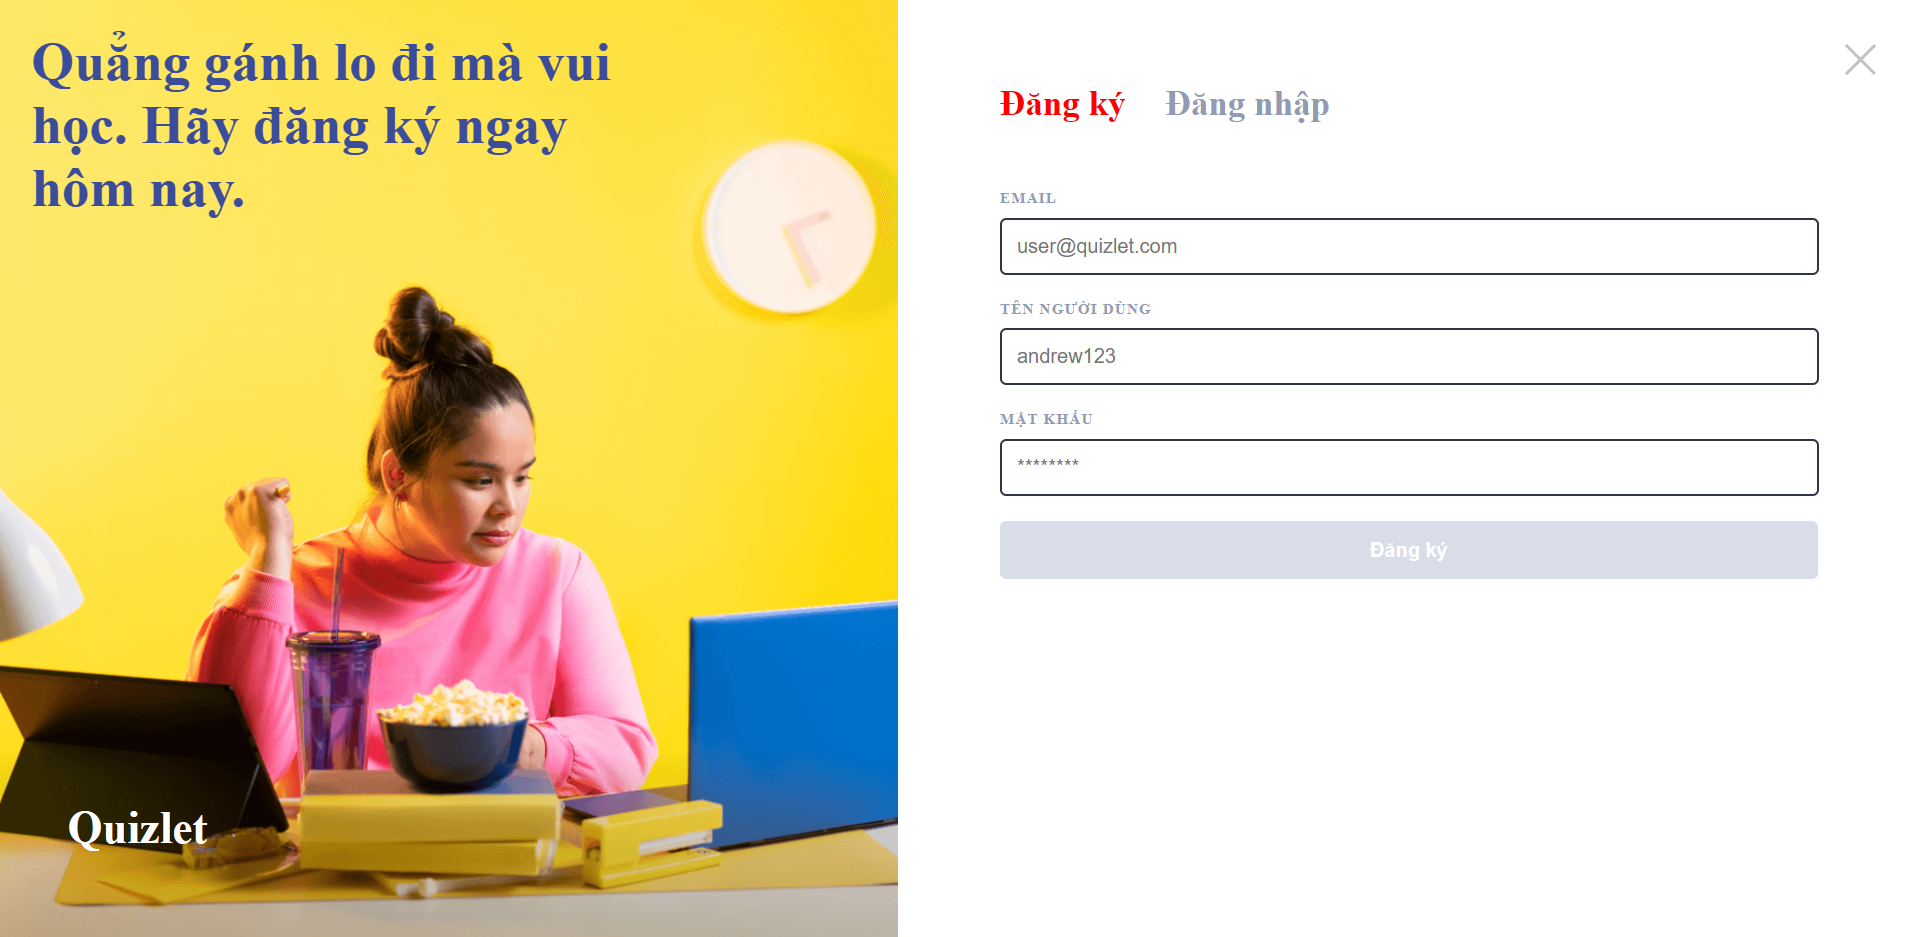 Quẳng gánh lo đi mà vui
học. Hãy đăng ký ngay
hôm nay.
Quizlet
Đăng ký Đăng nhập
EMAIL
user@quizlet.com
TÊN NGƯỜI DÙNG
andrew123
MẬT KHẨU
********
Đăng ký